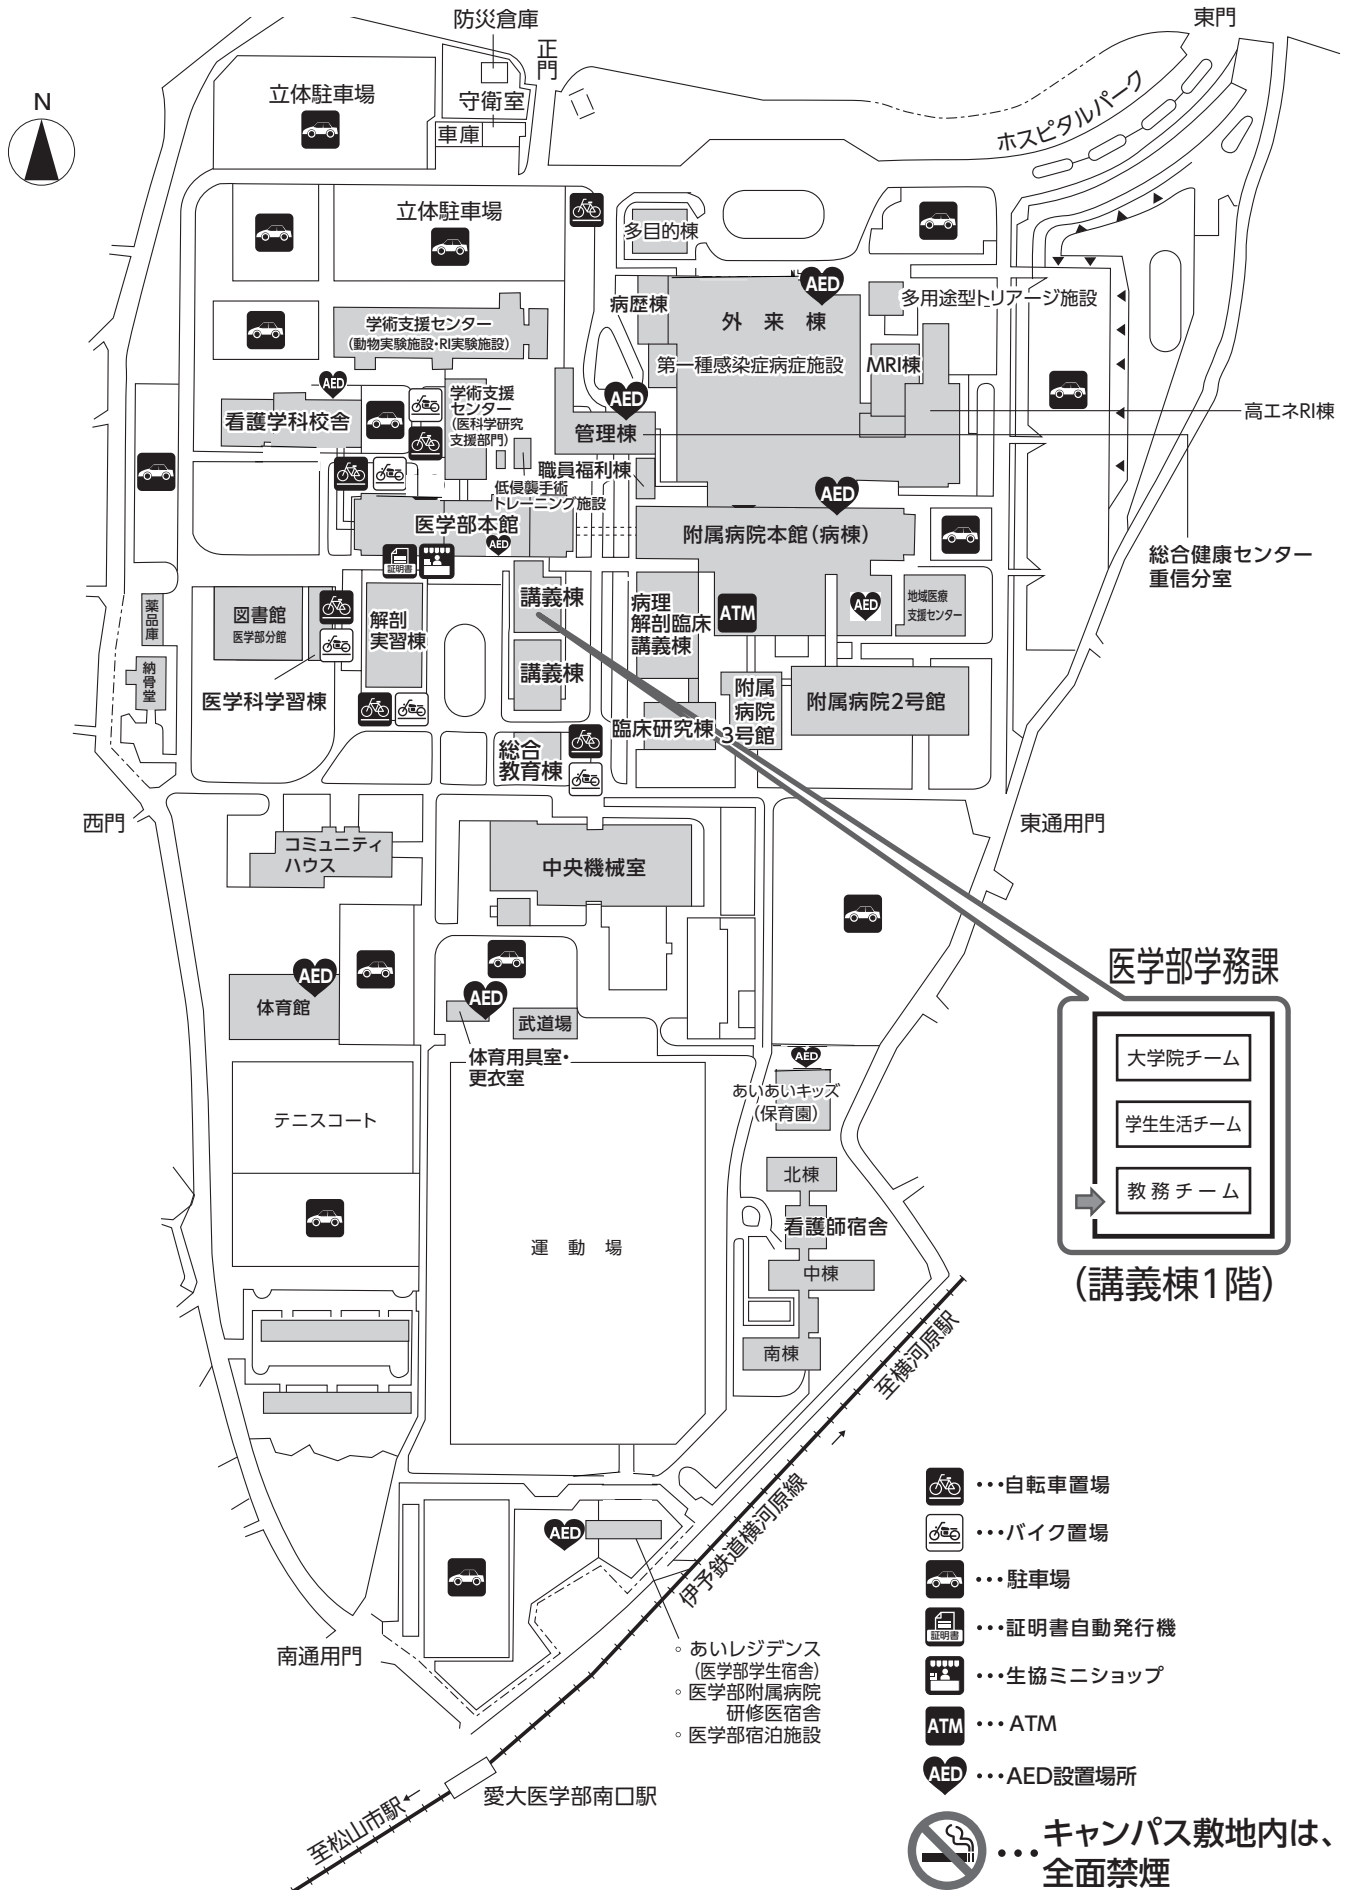 防災倉庫
正門
東門
N
立体駐車場
守衛室
車庫
ホスピタルパーク
立体駐車場
多目的棟
AED
病歴棟
外来棟
多用途型トリアージ施設
学術支援センター
(動物実験施設・RI実験施設)
第一種感染症病症施設
MRI棟
AED
看護学科校舎
学術支援
センター
(医科学研究
支援部門)
AED
管理棟
高エネRI棟
職員福利棟
低侵襲手術
トレーニング施設
AED
医学部本館
AED
附属病院本館(病棟)
総合健康センター
重信分室
証明書
薬品庫
図書館
医学部分館
解剖
実習棟
講義棟
病理
解剖臨床
講義棟
ATM
AED
地域医療
支援センター
納骨堂
医学科学習棟
講義棟
臨床研究棟
附属
病院
3号館
附属病院2号館
総合
教育棟
西門
東通用門
コミュニティ
ハウス
中央機械室
AED
体育館
AED
武道場
体育用具室・
更衣室
医学部学務課
大学院チーム
学生生活チーム
教務チーム
(講義棟1階)
AED
あいあいキッズ
(保育園)
テニスコート
北棟
看護師宿舎
中棟
南棟
運動場
至横河原駅→
伊予鉄道横河原線
AED
南通用門
◦ あいレジデンス
(医学部学生宿舎)
◦ 医学部附属病院
研修医宿舎
◦ 医学部宿泊施設
愛大医学部南口駅
至松山市駅←
…自転車置場
…バイク置場
…駐車場
証明書 …証明書自動発行機
…生協ミニショップ
ATM …ATM
AED …AED設置場所
…キャンパス敷地内は、
全面禁煙